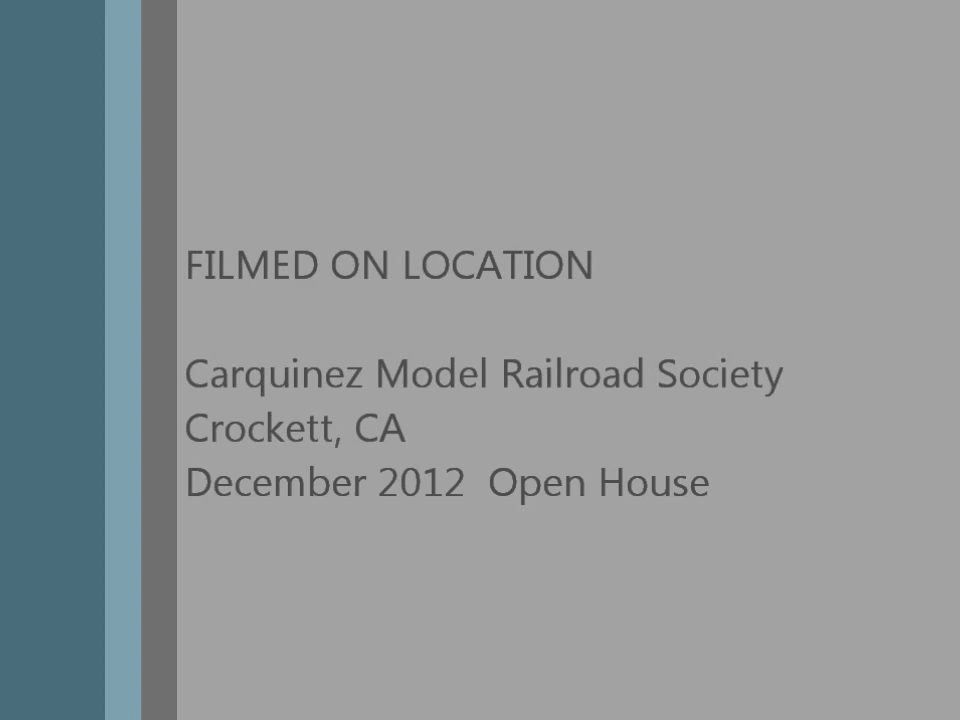 FILMED ON LOCATION
Carquinez Model Railroad Society
Crockett, CA
December 2012  Open House